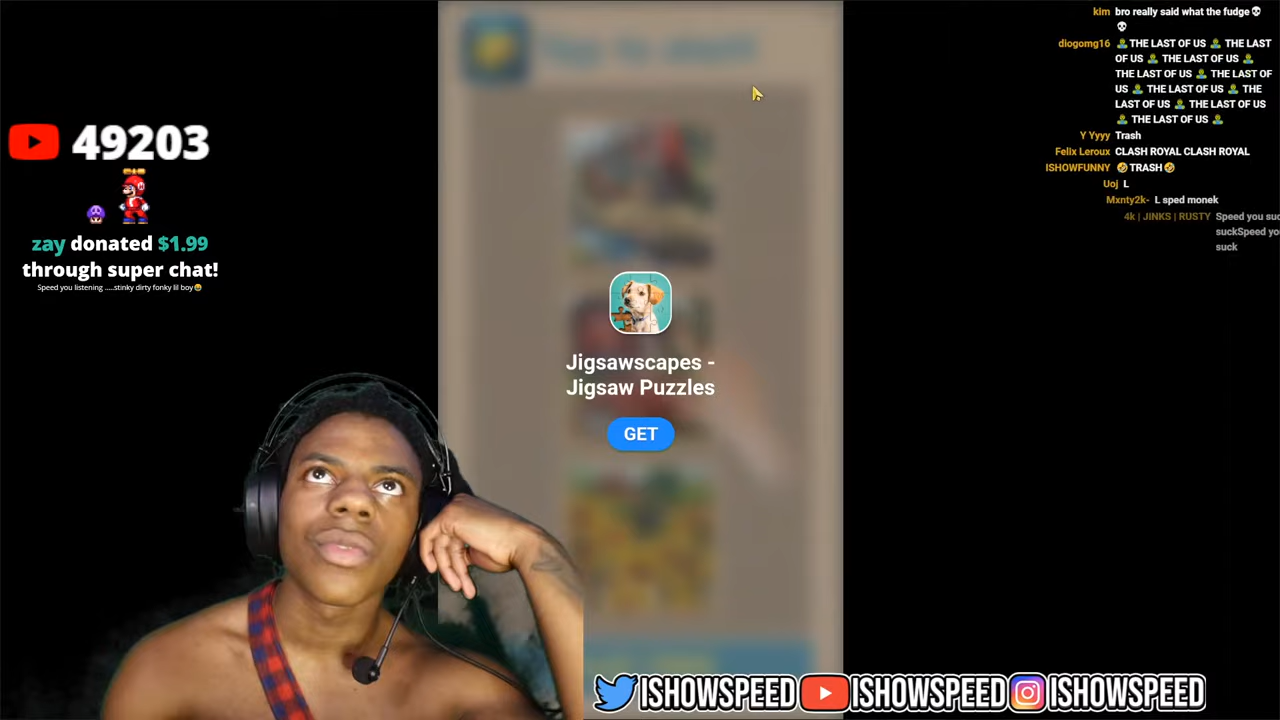 49203
zay donated $1.99
through super chat!
Speed you listening .....stinky dirty fonky lil boy😆
Jigsawscapes -
Jigsaw Puzzles
GET
kim bro really said what the fudge💀
💀
diogomg16 🧟‍♂️THE LAST OF US 🧟‍♂️ THE LAST
OF US 🧟‍♂️ THE LAST OF US 🧟‍♂️
THE LAST OF US 🧟‍♂️ THE LAST OF
US 🧟‍♂️ THE LAST OF US 🧟‍♂️ THE
LAST OF US 🧟‍♂️ THE LAST OF US
🧟‍♂️ THE LAST OF US 🧟‍♂️
Y Yyyy Trash
Felix Leroux CLASH ROYAL CLASH ROYAL
ISHOWFUNNY 🤣TRASH🤣
Uoj L
Mxnty2k- L sped monek
4k | JINKS | RUSTY Speed you suc
suckSpeed yo
suck
ISHOWSPEED ISHOWSPEED ISHOWSPEED